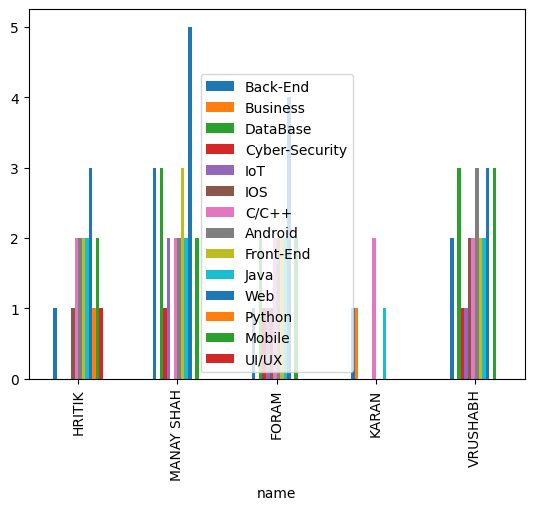 5
4
3
2
1
0
Back-End
Business
DataBase
Cyber-Security
IoT
IOS
C/C++
Android
Front-End
Java
Web
Python
Mobile
UI/UX
HRITIK
MANAY SHAH
FORAM
KARAN
VRUSHABH
name